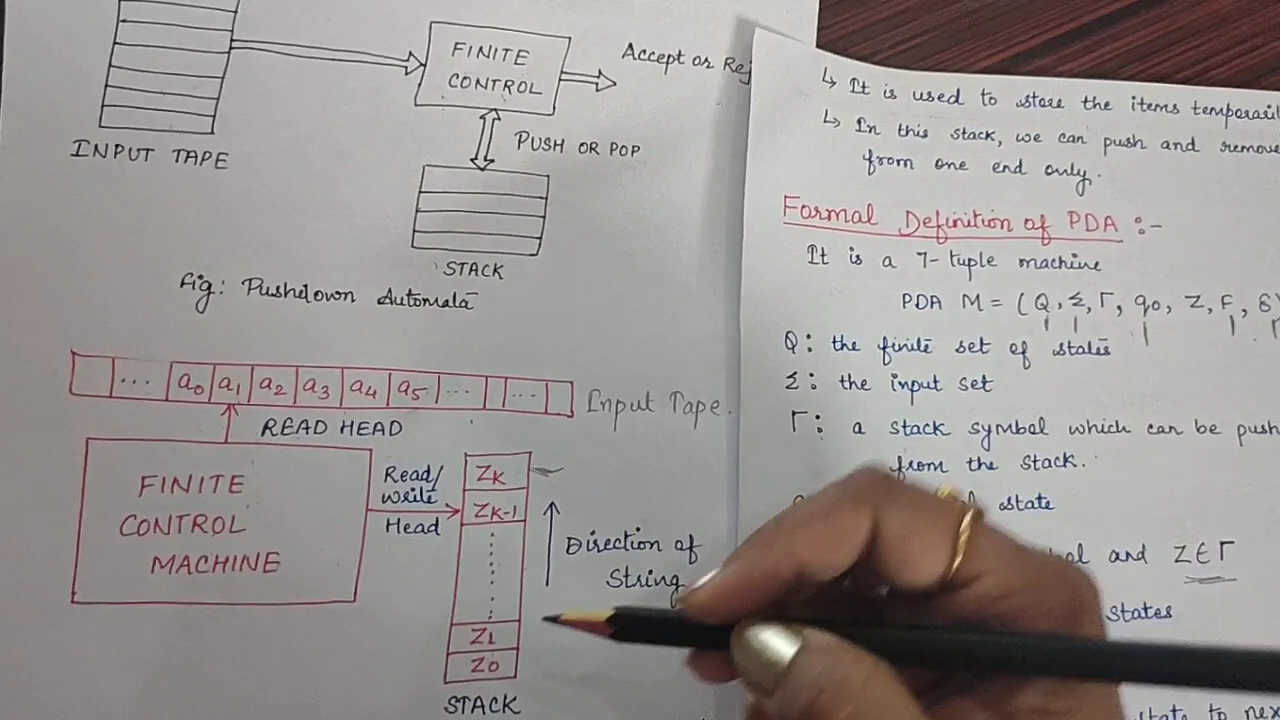 FINITE
CONTROL
Accept or Rej
INPUT TAPE
PUSH OR POP
STACK
Fig: Pushdown Automata
... a0 a1 a2 a3 a4 a5 ... ...
Input Tape.
READ HEAD
FINITE
CONTROL
MACHINE
Read/
write
Head
ZK
ZK-1
Z1
Z0
STACK
Direction of
String
↳ It is used to store the items temporaril
↳ In this stack, we can push and remove
from one end only.
Formal Definition of PDA :-
It is a 7-tuple machine
PDA M = (Q, Σ, Γ, q0, Z, F, δ)
Q: the finite set of states
Σ: the input set
Γ: a stack symbol which can be push
from the stack.
state
and Z∈Γ
states
state to nex